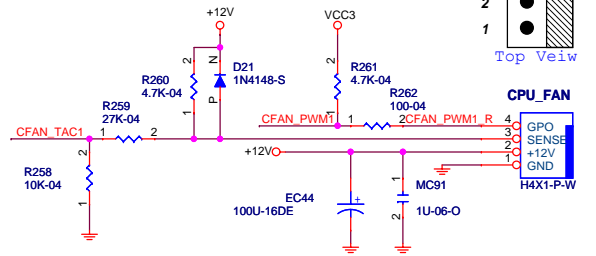 +12V
VCC3
2
1
Top Veiw
2
N
D21
1N4148-S
R260
4.7K-04
1
P
2
R261
4.7K-04
1
R262
100-04
CPU_FAN
R259
27K-04
CFAN_TAC1
1
2
CFAN_PWM1
1
2
CFAN_PWM1_R
4
GPO
3
SENSE
2
+12V
1
GND
H4X1-P-W
+12V
2
R258
10K-04
1
EC44
100U-16DE
+
1
MC91
1U-06-O
2